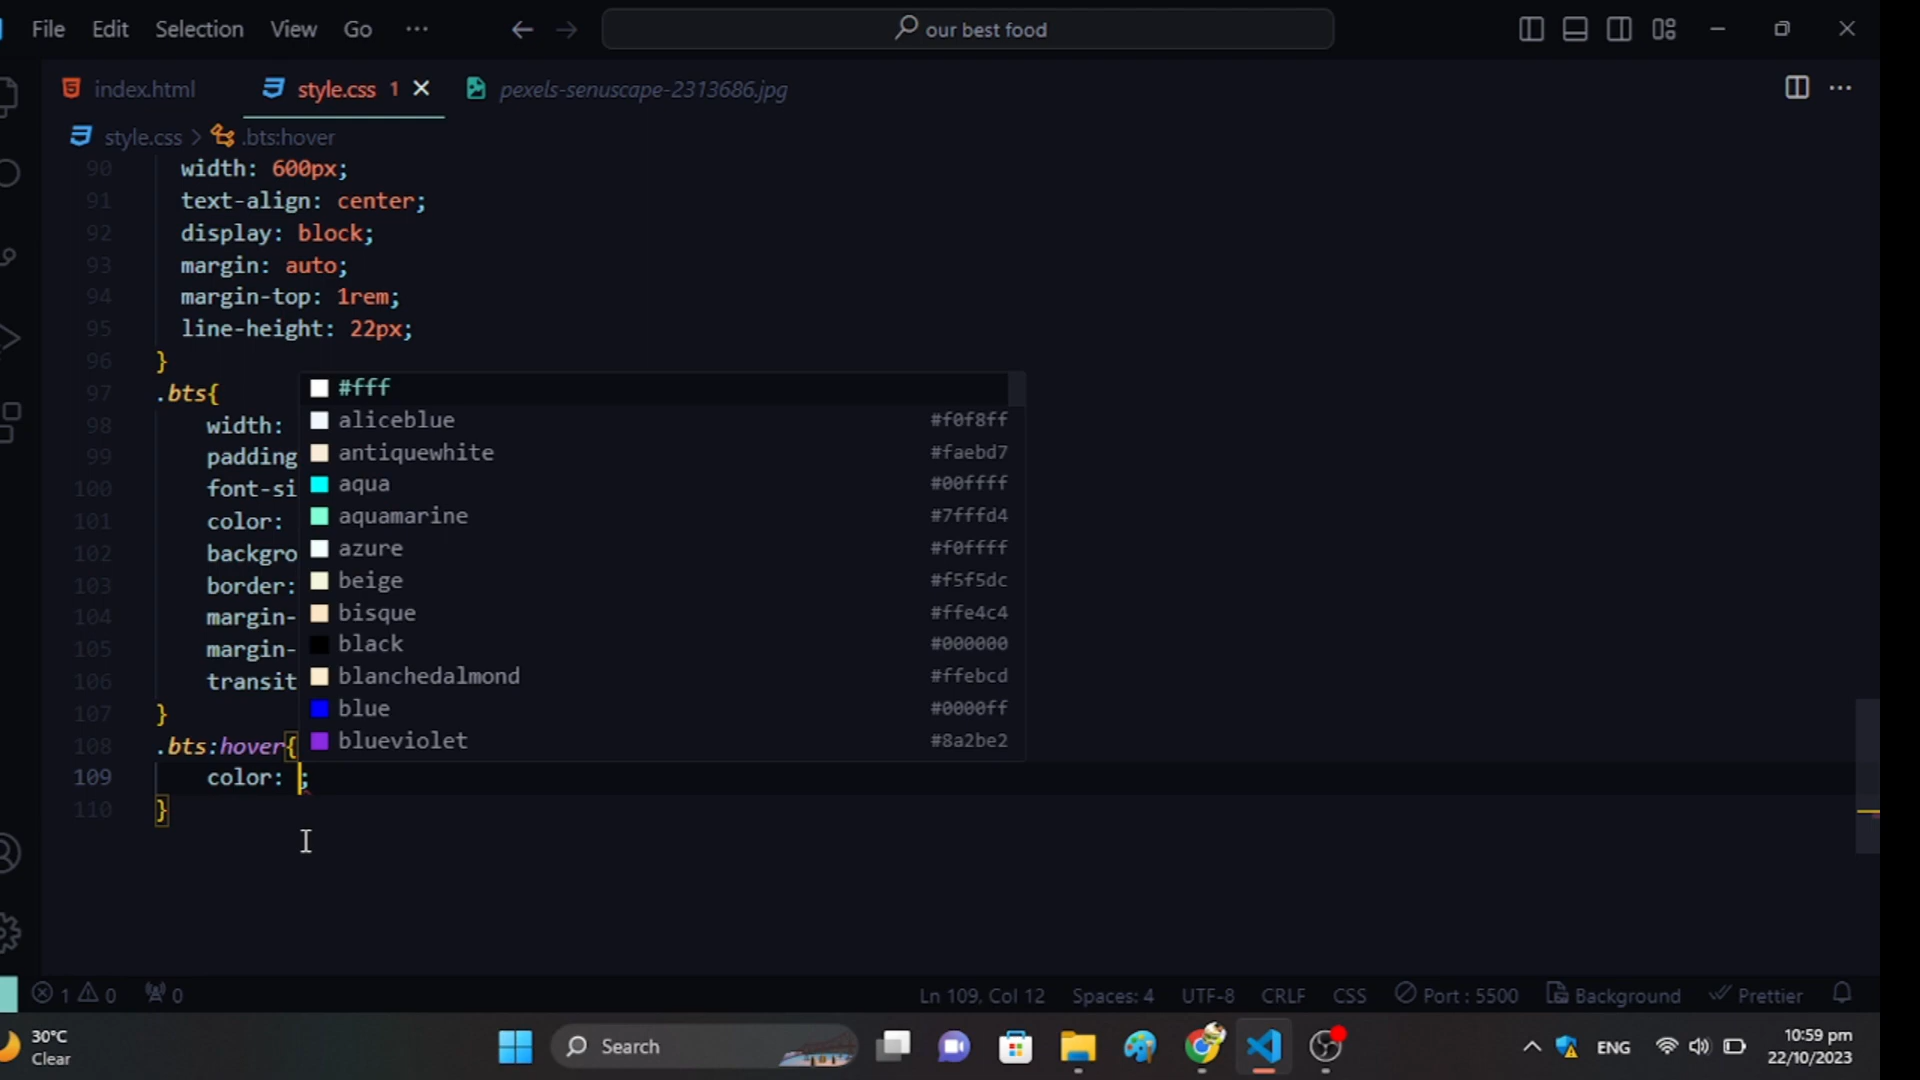 File Edit Selection View Go ··· our best food
index.html style.css 1 pexels-senuscape-2313686.jpg
style.css > .bts:hover
90 width: 600px;
91 text-align: center;
92 display: block;
93 margin: auto;
94 margin-top: 1rem;
95 line-height: 22px;
96 }
97 .bts{
#fff
aliceblue #f0f8ff
98 width:
antiquewhite #faebd7
99 padding
aqua #00ffff
100 font-si
aquamarine #7fffd4
101 color:
azure #f0ffff
102 backgro
beige #f5f5dc
103 border:
bisque #ffe4c4
104 margin-
black #000000
105 margin-
blanchedalmond #ffebcd
106 transit
blue #0000ff
107 }
blueviolet #8a2be2
108 .bts:hover{
109 color: ;
110 }
1 0 0 Ln 109, Col 12 Spaces: 4 UTF-8 CRLF CSS Port : 5500 Background Prettier
30°C
Clear
Search
ENG
10:59 pm
22/10/2023